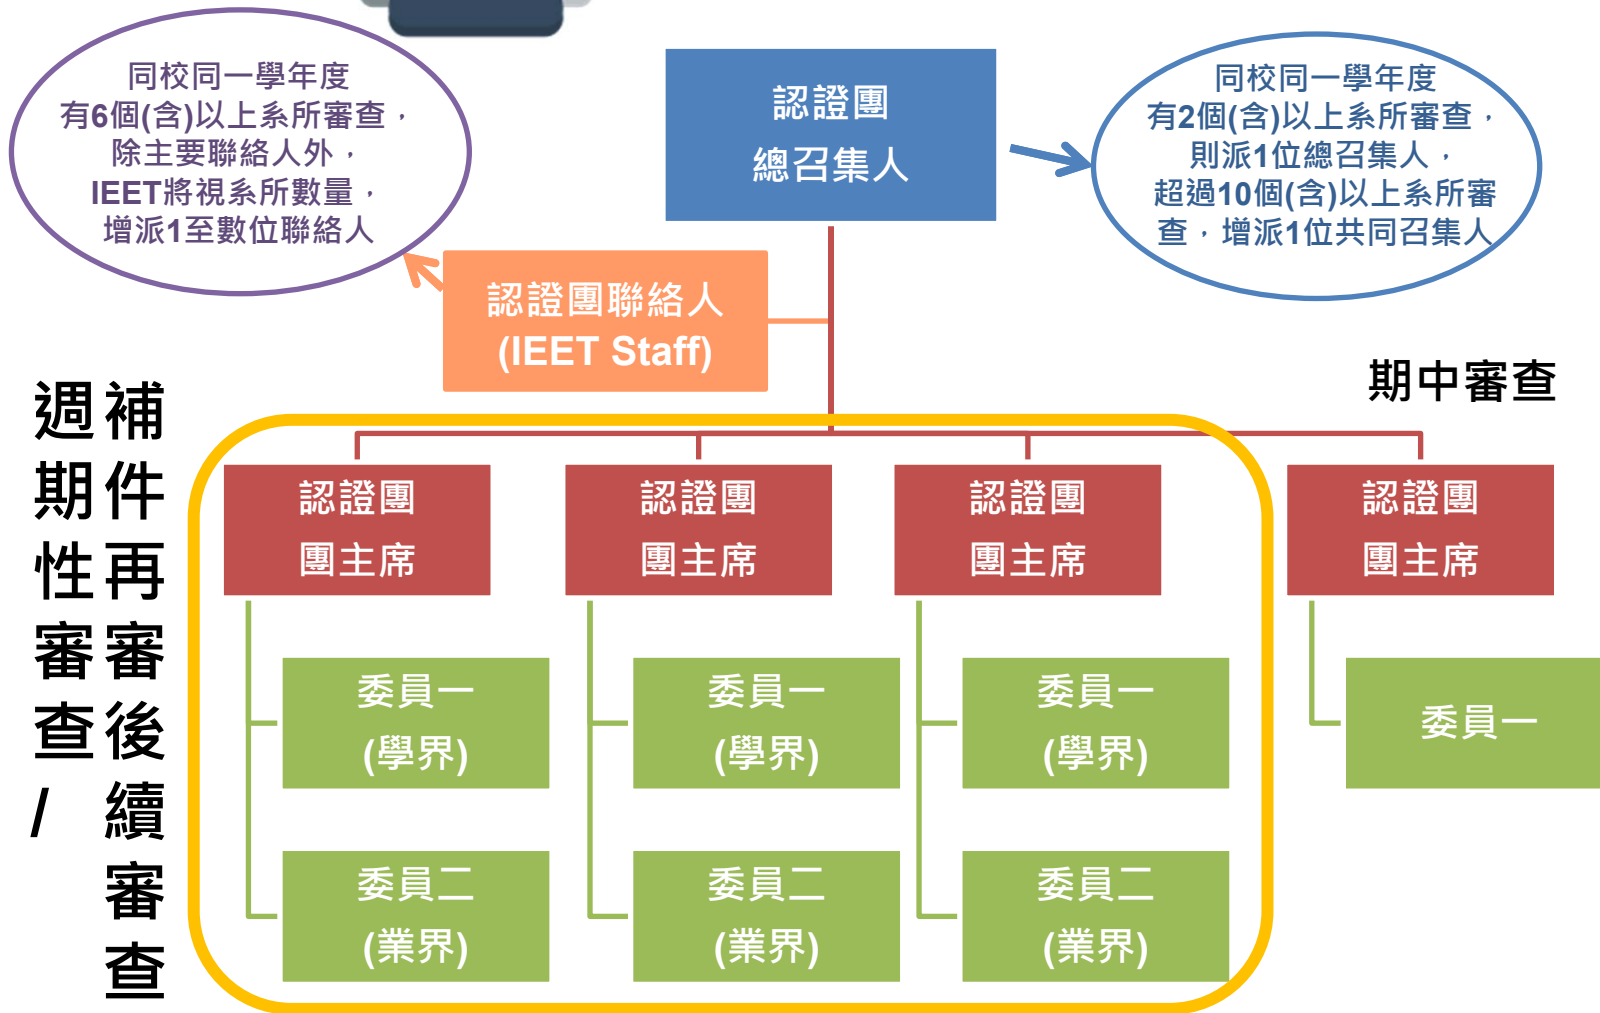 同校同一學年度
有6個(含)以上系所審查，
除主要聯絡人外，
IEET將視系所數量，
增派1至數位聯絡人
認證團
總召集人
同校同一學年度
有2個(含)以上系所審查，
則派1位總召集人，
超過10個(含)以上系所審
查，增派1位共同召集人
認證團聯絡人
(IEET Staff)
期中審查
週期性審查/
補件再審後續審查
認證團
團主席
認證團
團主席
認證團
團主席
認證團
團主席
委員一
(學界)
委員一
(學界)
委員一
(學界)
委員一
委員二
(業界)
委員二
(業界)
委員二
(業界)